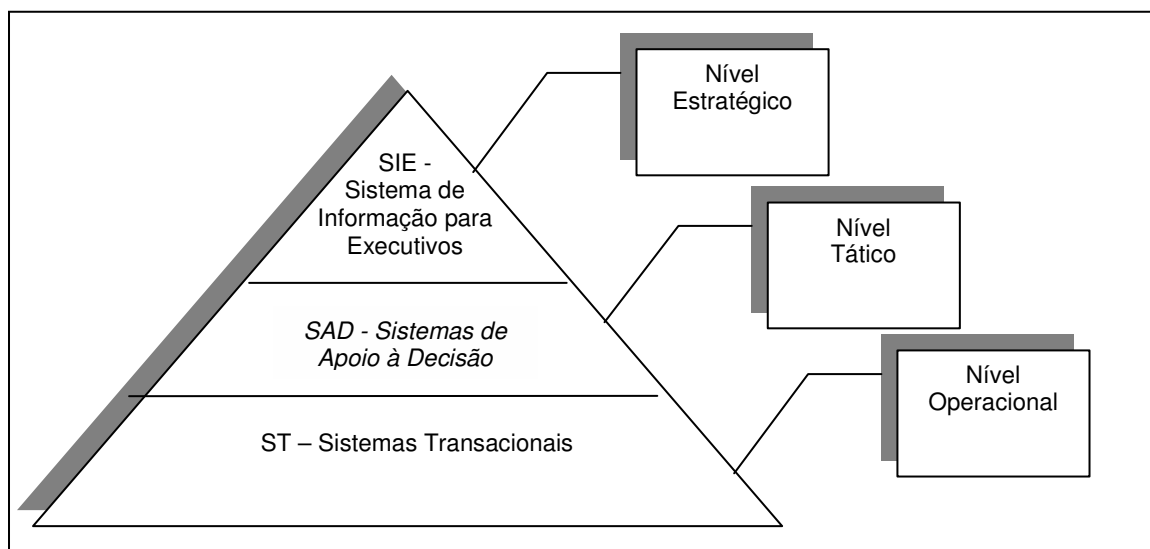 Nível
Estratégico
SIE -
Sistema de
Informação para
Executivos
Nível
Tático
SAD - Sistemas de
Apoio à Decisão
Nível
Operacional
ST – Sistemas Transacionais